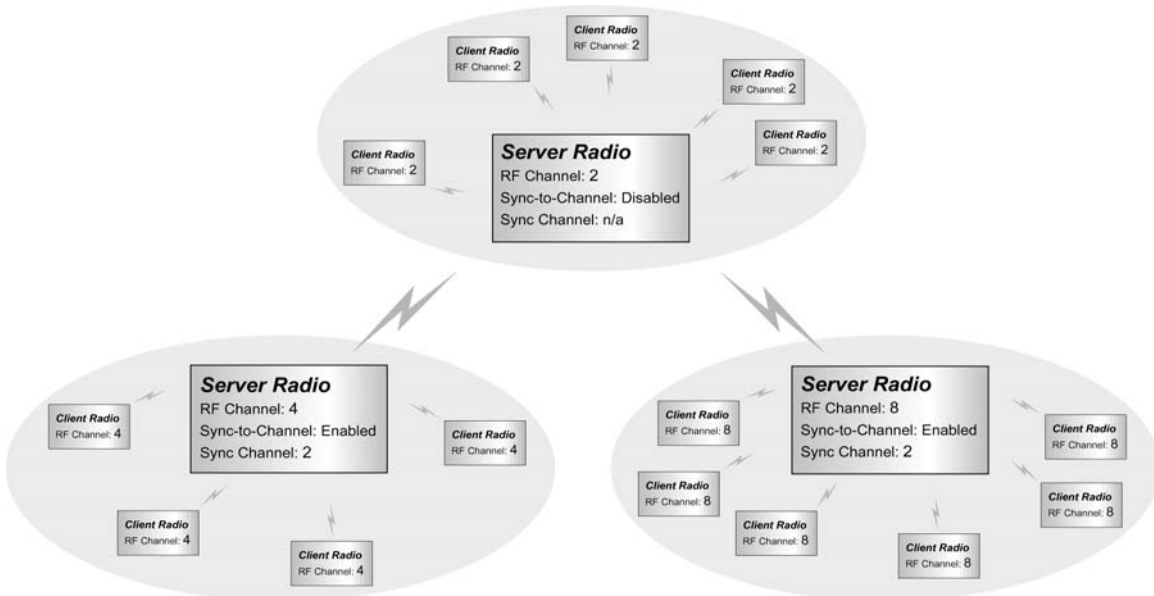 Client Radio
RF Channel: 2
Client Radio
RF Channel: 2
Client Radio
RF Channel: 2
Client Radio
RF Channel: 2
Client Radio
RF Channel: 2
Server Radio
RF Channel: 2
Sync-to-Channel: Disabled
Sync Channel: n/a
Server Radio
RF Channel: 4
Sync-to-Channel: Enabled
Sync Channel: 2
Client Radio
RF Channel: 4
Client Radio
RF Channel: 4
Client Radio
RF Channel: 4
Client Radio
RF Channel: 4
Server Radio
RF Channel: 8
Sync-to-Channel: Enabled
Sync Channel: 2
Client Radio
RF Channel: 8
Client Radio
RF Channel: 8
Client Radio
RF Channel: 8
Client Radio
RF Channel: 8
Client Radio
RF Channel: 8
Client Radio
RF Channel: 8